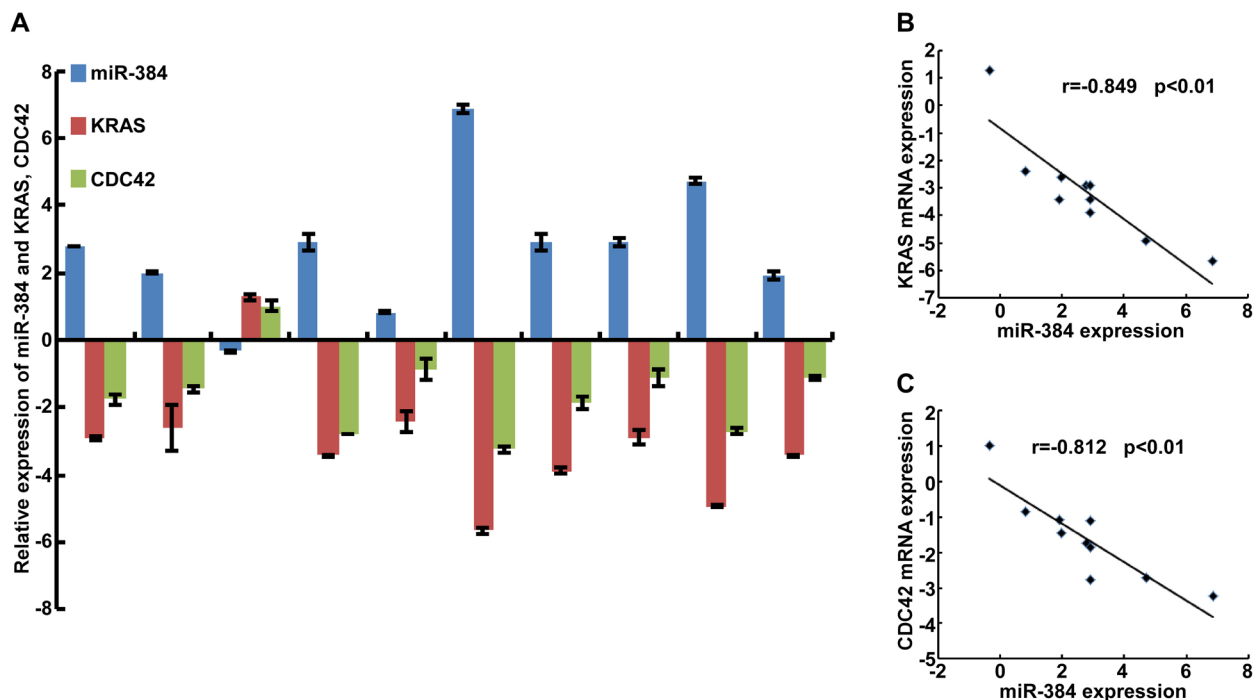 A
Relative expression of miR-384 and KRAS, CDC42
8
6
4
2
0
-2
-4
-6
-8
miR-384
KRAS
CDC42
B
KRAS mRNA expression
2
1
0
-1
-2
-3
-4
-5
-6
-7
r=-0.849 p<0.01
-2 0 2 4 6 8
miR-384 expression
C
CDC42 mRNA expression
2
1
0
-1
-2
-3
-4
-5
r=-0.812 p<0.01
-2 0 2 4 6 8
miR-384 expression